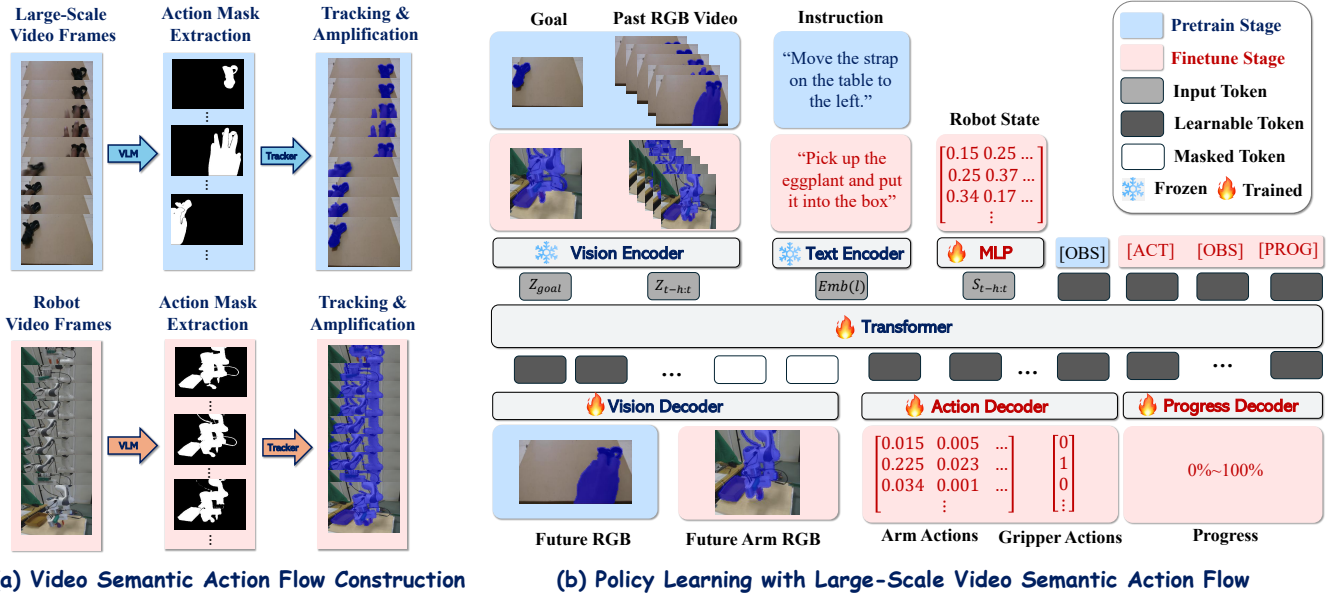 Large-Scale
Video Frames
Action Mask
Extraction
Tracking &
Amplification
VLM
Tracker
Robot
Video Frames
Action Mask
Extraction
Tracking &
Amplification
VLM
Tracker
a) Video Semantic Action Flow Construction
Goal
Past RGB Video
Instruction
“Move the strap
on the table to
the left.”
“Pick up the
eggplant and put
it into the box”
Robot State
0.15 0.25 ...
0.25 0.37 ...
0.34 0.17 ...
⋮
Pretrain Stage
Finetune Stage
Input Token
Learnable Token
Masked Token
Frozen
Trained
Vision Encoder
Text Encoder
MLP
[OBS]
[ACT]
[OBS]
[PROG]
Z_goal
Z_t−h:t
Emb(l)
S_t−h:t
Transformer
...
...
...
Vision Decoder
Action Decoder
Progress Decoder
0.015 0.005 ...
0.225 0.023 ...
0.034 0.001 ...
⋮
0
1
0
⋮
0%~100%
Future RGB
Future Arm RGB
Arm Actions
Gripper Actions
Progress
(b) Policy Learning with Large-Scale Video Semantic Action Flow